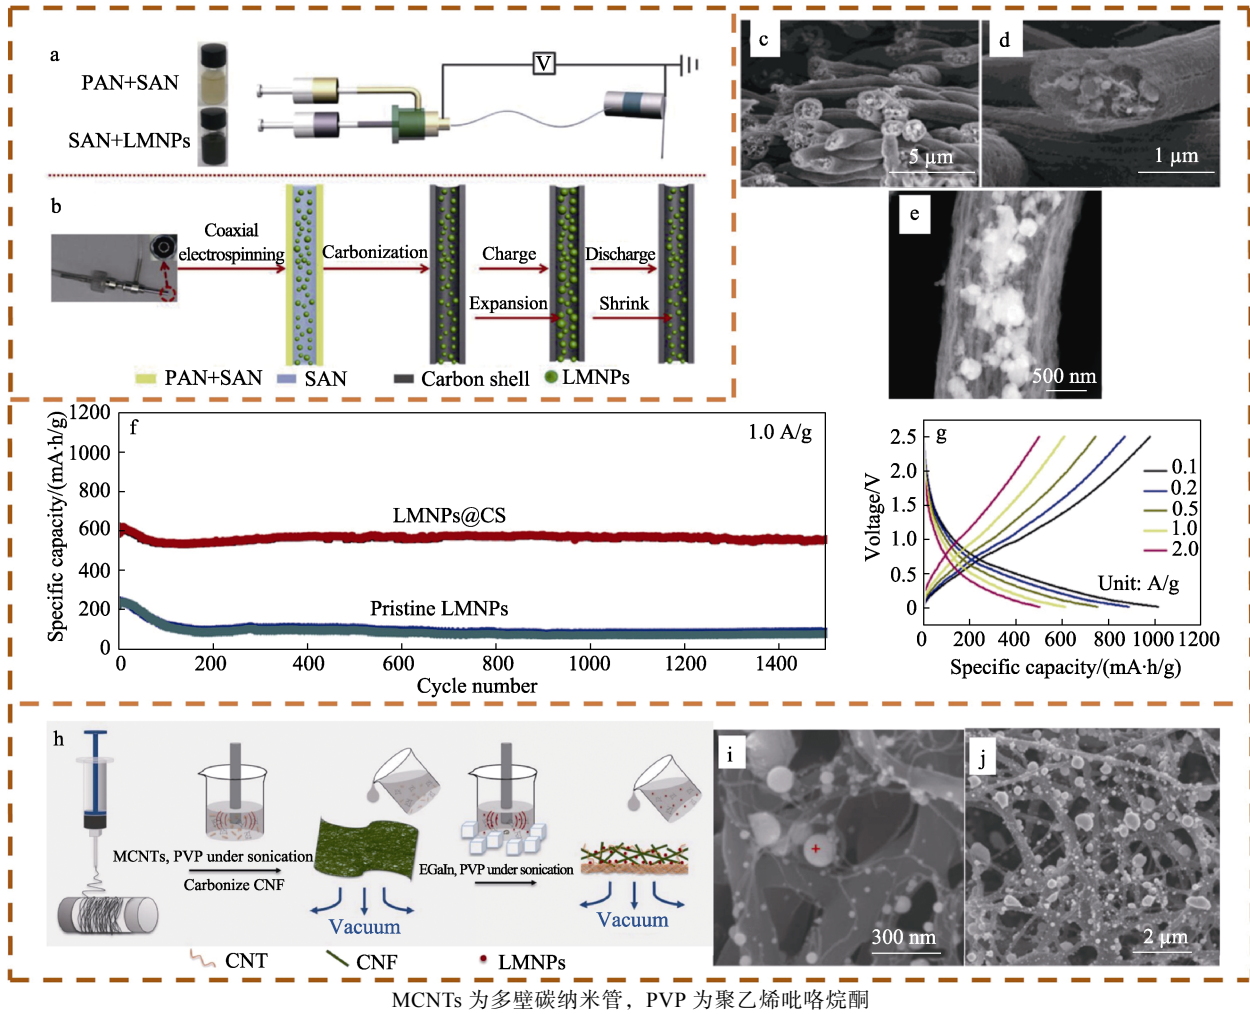 a
PAN+SAN
SAN+LMNPs
V
b
Coaxial
electrospinning
Carbonization
Charge
Expansion
Discharge
Shrink
PAN+SAN
SAN
Carbon shell
LMNPs
c
5 µm
d
1 µm
e
500 nm
f
1.0 A/g
Specific capacity/(mA·h/g)
1200
1000
800
600
400
200
0
LMNPs@CS
Pristine LMNPs
0 200 400 600 800 1000 1200 1400
Cycle number
g
Voltage/V
2.5
2.0
1.5
1.0
0.5
0
0.1
0.2
0.5
1.0
2.0
Unit: A/g
0 200 400 600 800 1000 1200
Specific capacity/(mA·h/g)
h
MCNTs, PVP under sonication
Carbonize CNF
Vacuum
EGaIn, PVP under sonication
Vacuum
CNT
CNF
LMNPs
i
300 nm
j
2 µm
MCNTs 为多壁碳纳米管，PVP 为聚乙烯吡咯烷酮